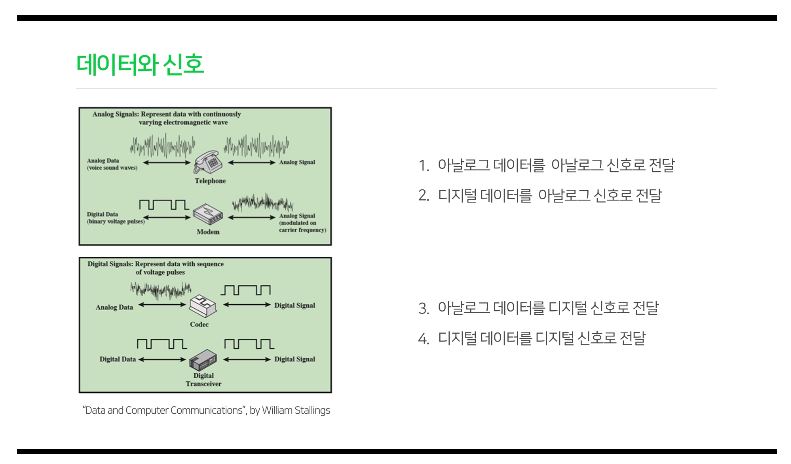 데이터와 신호
Analog Signals: Represent data with continuously
varying electromagnetic wave
Analog Data
(voice sound waves)
Analog Signal
Telephone
Digital Data
(binary voltage pulses)
Analog Signal
(modulated on
carrier frequency)
Modem
Digital Signals: Represent data with sequence
of voltage pulses
Analog Data
Digital Signal
Codec
Digital Data
Digital Signal
Digital
Transceiver
"Data and Computer Communications", by William Stallings
1. 아날로그 데이터를 아날로그 신호로 전달
2. 디지털 데이터를 아날로그 신호로 전달
3. 아날로그 데이터를 디지털 신호로 전달
4. 디지털 데이터를 디지털 신호로 전달